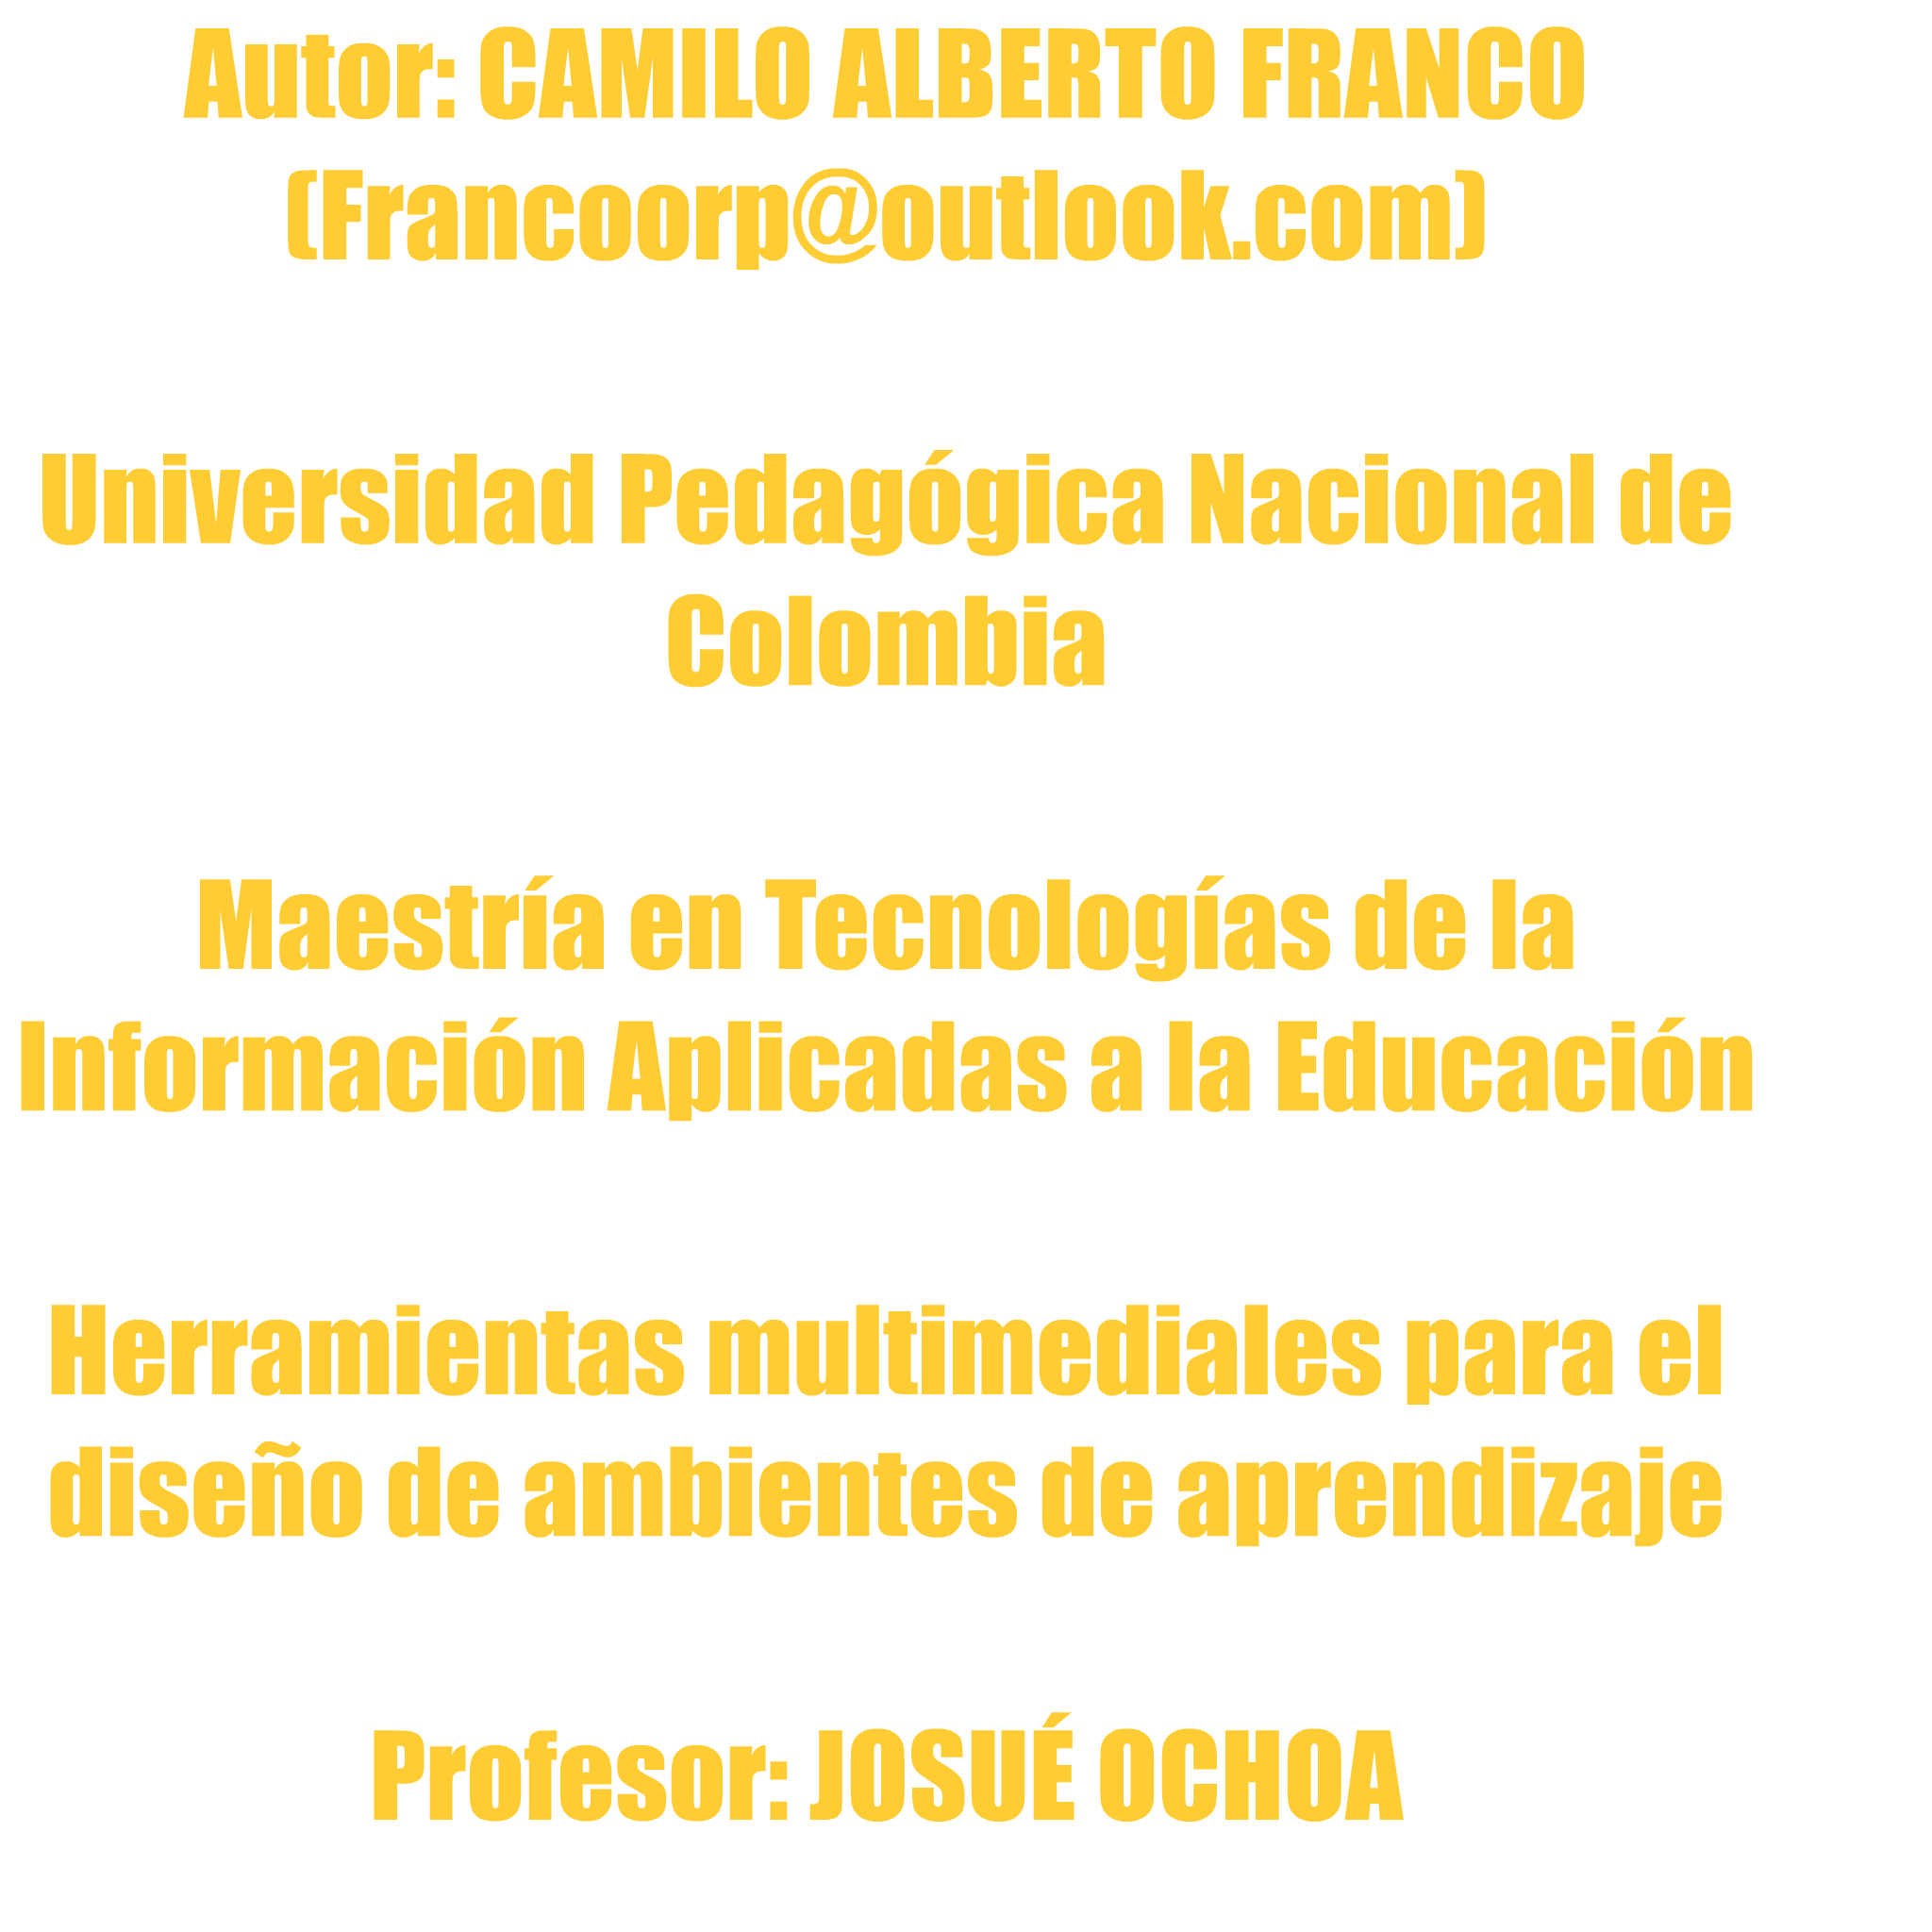 Autor: CAMILO ALBERTO FRANCO
(Francoorp@outlook.com)
Universidad Pedagógica Nacional de
Colombia
Maestría en Tecnologías de la
Información Aplicadas a la Educación
Herramientas multimediales para el
diseño de ambientes de aprendizaje
Profesor: JOSUÉ OCHOA